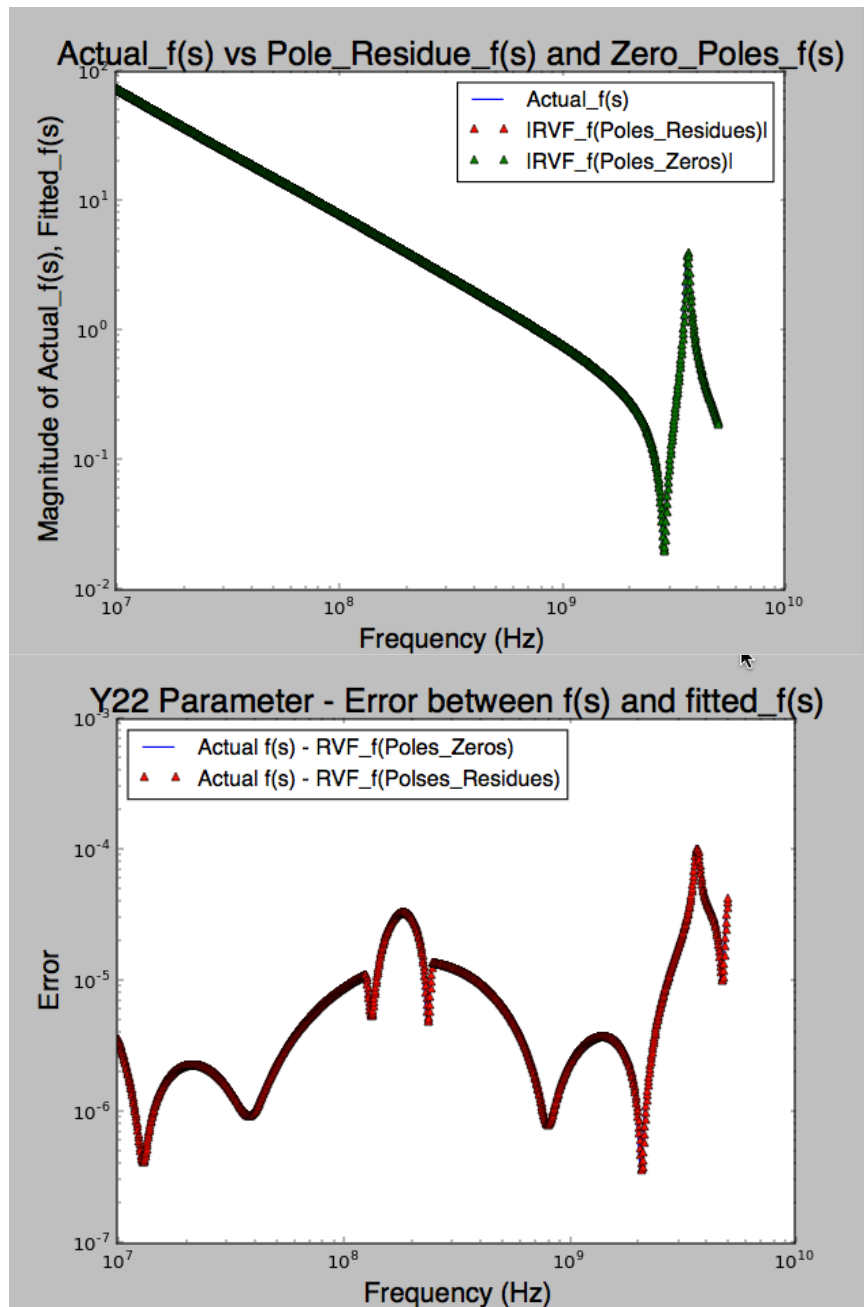 Actual_f(s) vs Pole_Residue_f(s) and Zero_Poles_f(s)
10^2
10^1
10^0
10^-1
10^-2
Magnitude of Actual_f(s), Fitted_f(s)
Actual_f(s)
|RVF_f(Poles_Residues)|
|RVF_f(Poles_Zeros)|
10^7
10^8
10^9
10^10
Frequency (Hz)
Y22 Parameter - Error between f(s) and fitted_f(s)
10^-3
10^-4
10^-5
10^-6
10^-7
Error
Actual f(s) - RVF_f(Poles_Zeros)
Actual f(s) - RVF_f(Polses_Residues)
10^7
10^8
10^9
10^10
Frequency (Hz)